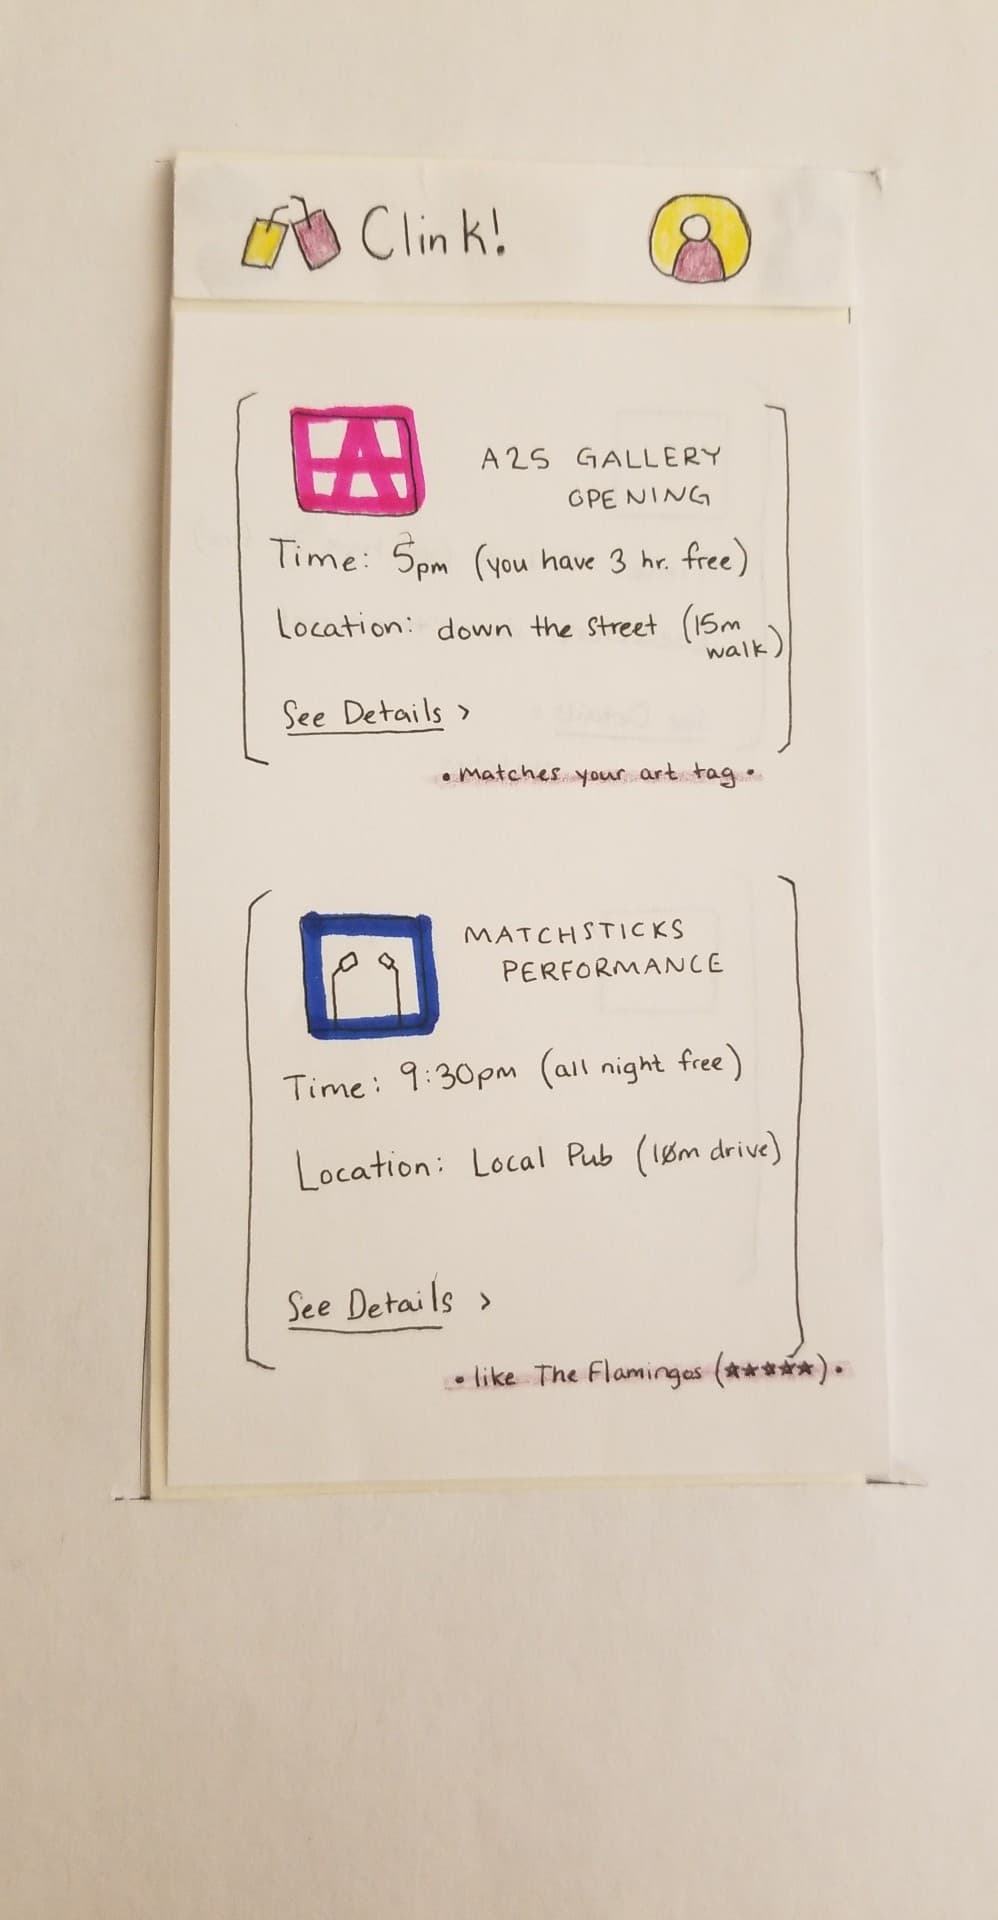 Clink!
A2S GALLERY
OPENING
Time: 5pm (you have 3 hr. free)
Location: down the street (15m
walk)
See Details >
• Matches your art tag •
MATCHSTICKS
PERFORMANCE
Time: 9:30pm (all night free)
Location: Local Pub (10m drive)
See Details >
• like The Flamingos (★★★★★) •